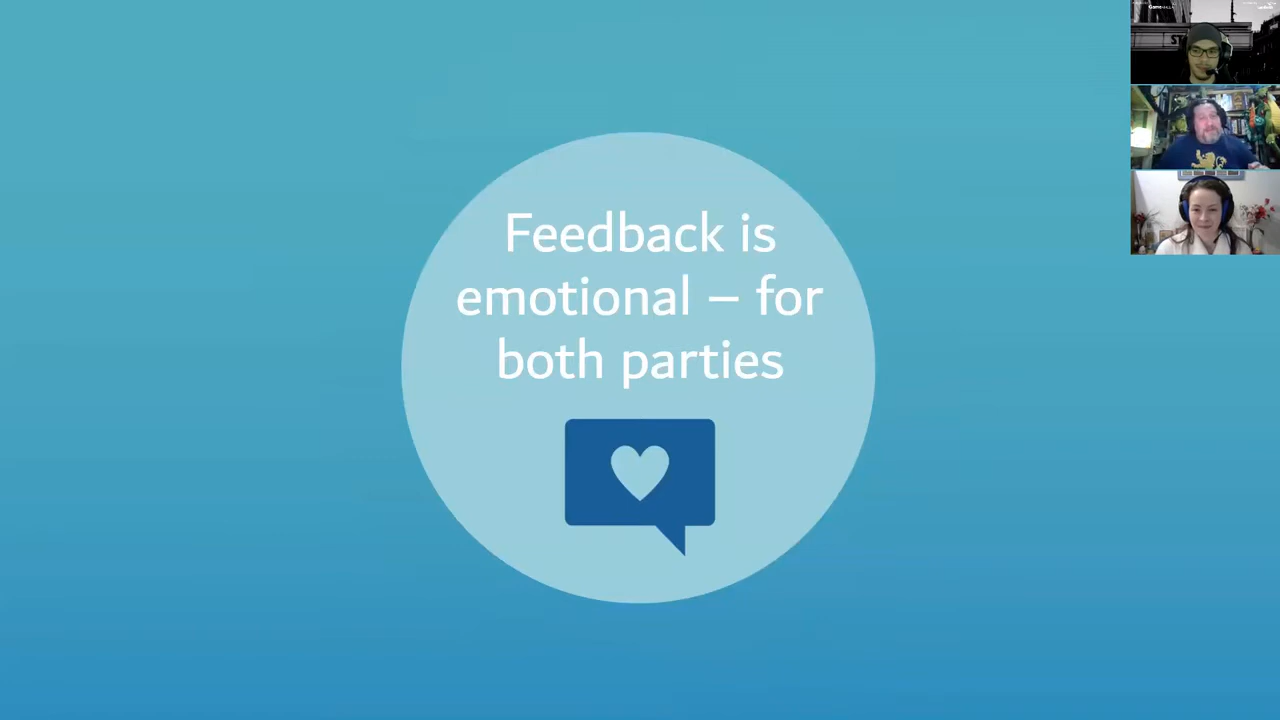 Feedback is
emotional – for
both parties